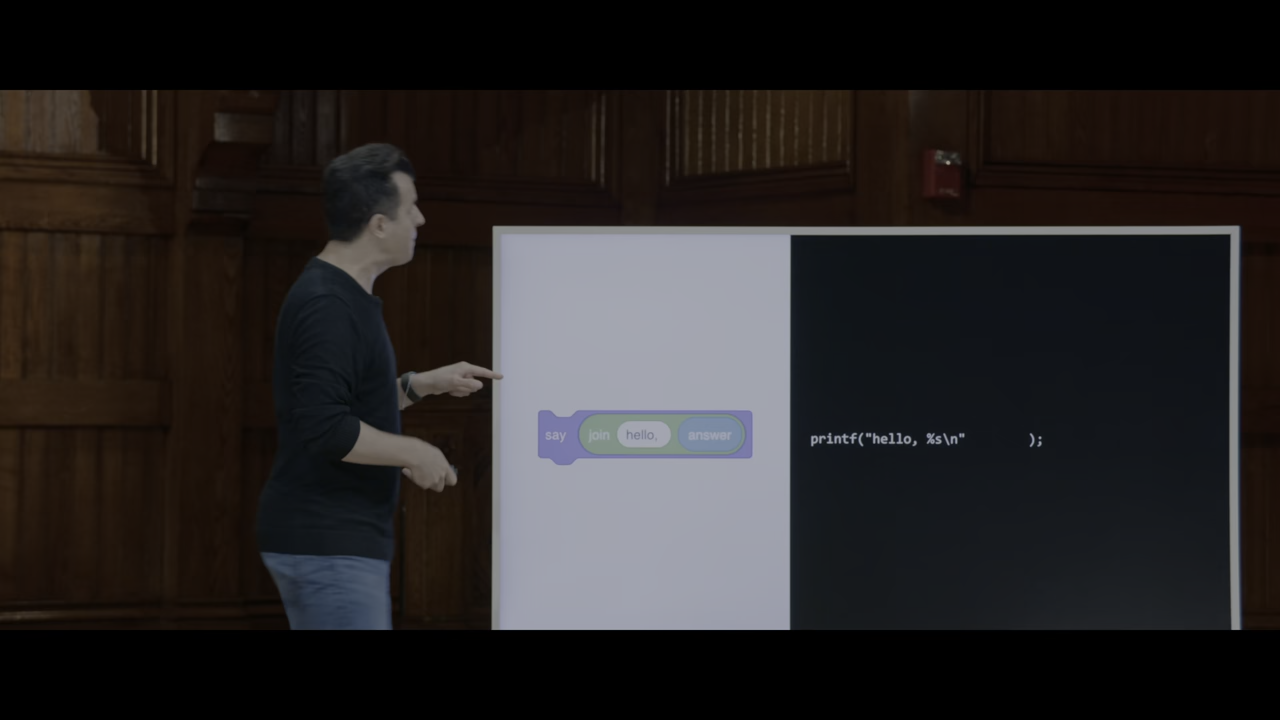 say join hello, answer
printf("hello, %s\n"        );